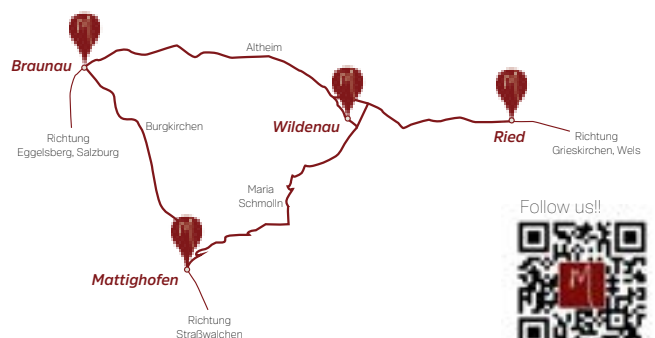 Altheim
Braunau
Burgkirchen
Wildenau
Richtung
Eggelsberg, Salzburg
Ried
Richtung
Grieskirchen, Wels
Maria
Schmolln
Follow us!!
Mattighofen
Richtung
Straßwalchen
M